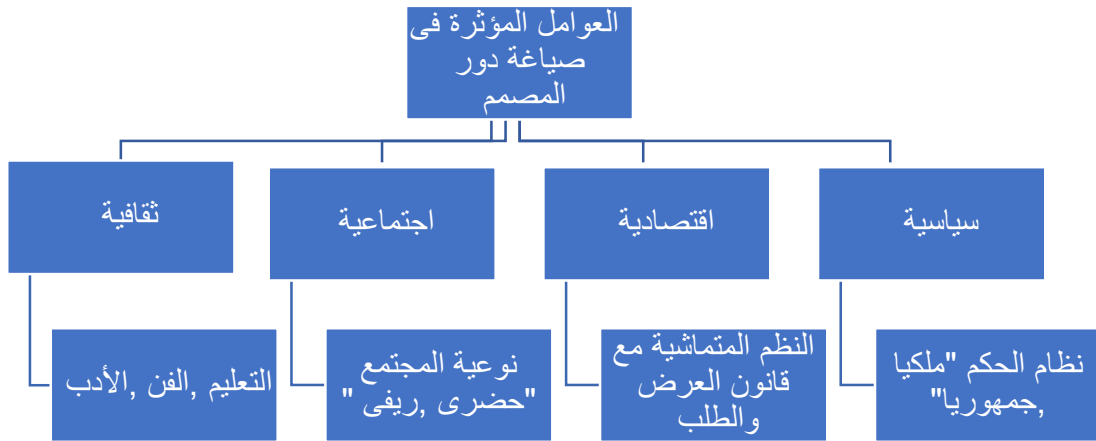 العوامل المؤثرة فى
صياغة دور
المصمم
سياسية
اقتصادية
اجتماعية
ثقافية
نظام الحكم "ملكيا
,جمهوريا"
النظم المتماشية مع
قانون العرض
والطلب
نوعية المجتمع
"حضرى ,ريفى "
التعليم ,الفن ,الأدب